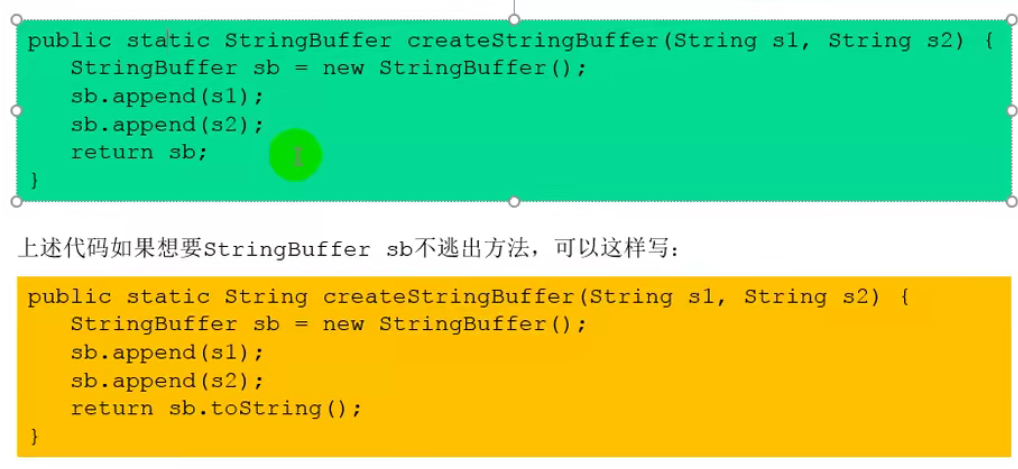 public static StringBuffer createStringBuffer(String s1, String s2) {
StringBuffer sb = new StringBuffer();
sb.append(s1);
sb.append(s2);
return sb;
}
上述代码如果想要StringBuffer sb不逃出方法，可以这样写：
public static String createStringBuffer(String s1, String s2) {
StringBuffer sb = new StringBuffer();
sb.append(s1);
sb.append(s2);
return sb.toString();
}